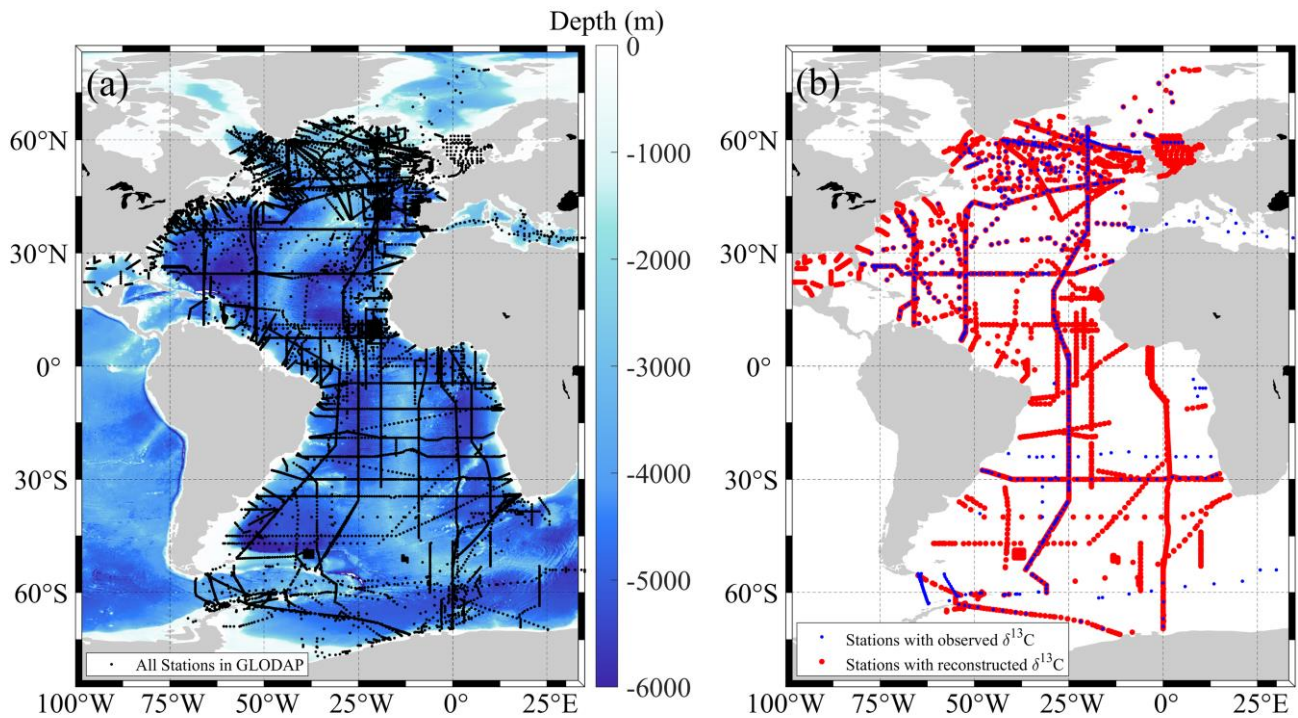 Depth (m)
(a)
60°N
30°N
0°
30°S
60°S
All Stations in GLODAP
100°W
75°W
50°W
25°W
0°
25°E
0
-1000
-2000
-3000
-4000
-5000
-6000
(b)
60°N
30°N
0°
30°S
60°S
Stations with observed δ¹³C
Stations with reconstructed δ¹³C
100°W
75°W
50°W
25°W
0°
25°E